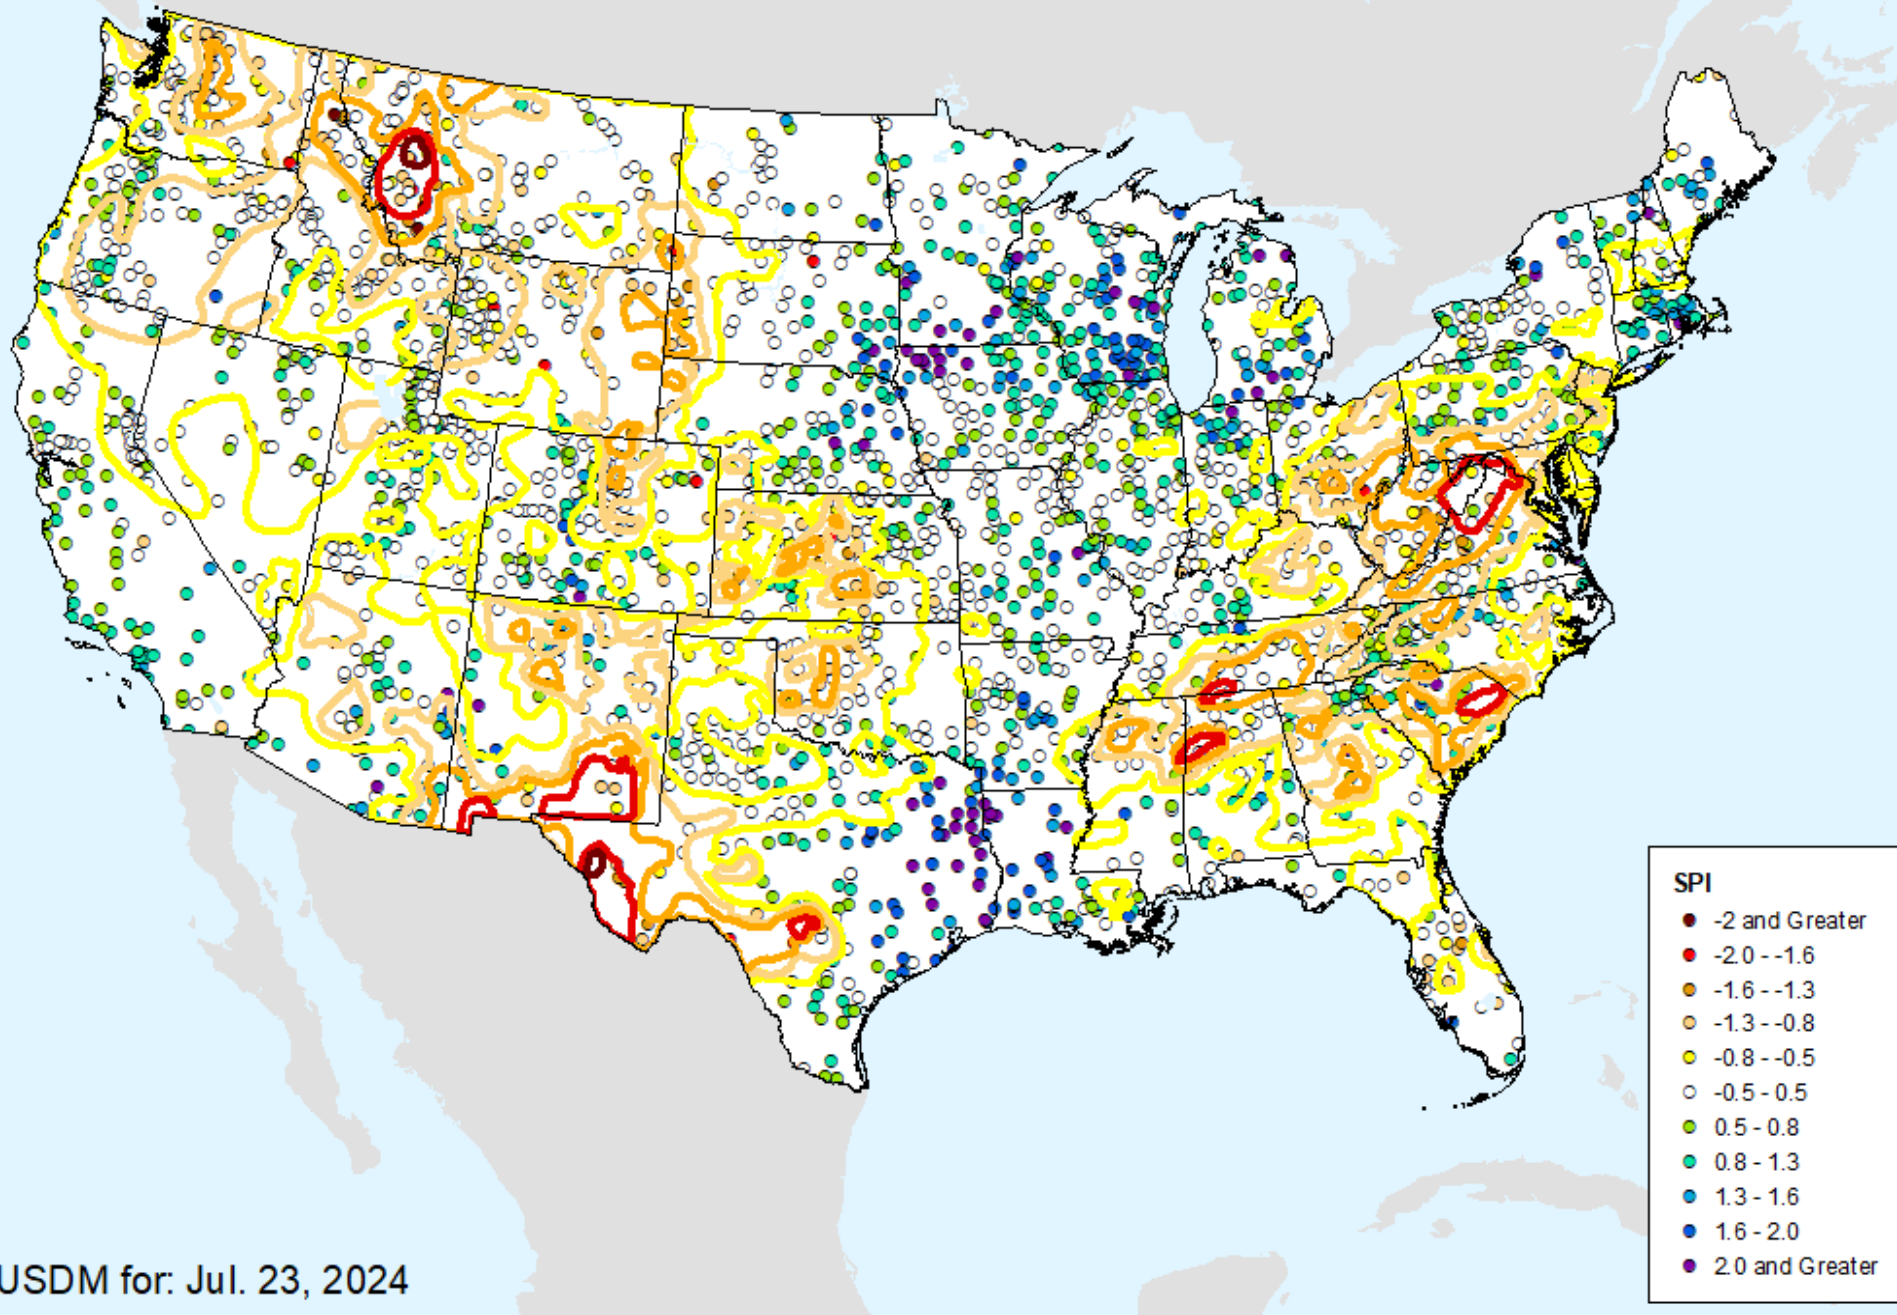 SPI
-2 and Greater
-2.0 - -1.6
-1.6 - -1.3
-1.3 - -0.8
-0.8 - -0.5
-0.5 - 0.5
0.5 - 0.8
0.8 - 1.3
1.3 - 1.6
1.6 - 2.0
2.0 and Greater
USDM for: Jul. 23, 2024